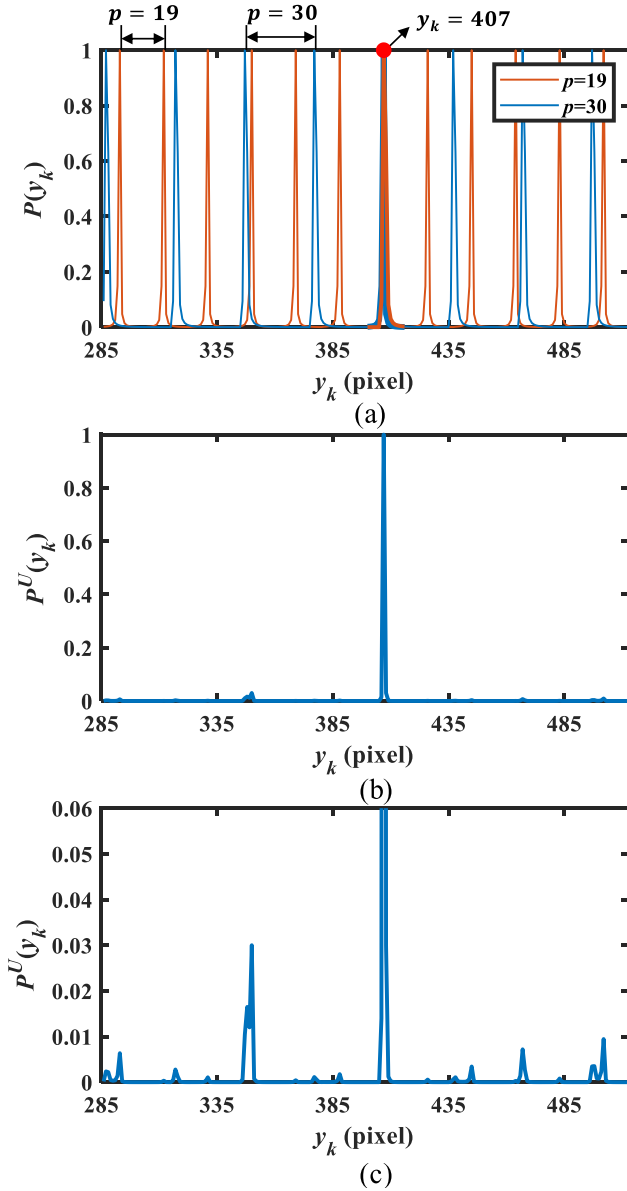 p = 19
p = 30
y_k = 407
1
0.8
0.6
0.4
0.2
0
P(y_k)
p=19
p=30
285 335 385 435 485
y_k (pixel)
(a)
1
0.8
0.6
0.4
0.2
0
P^U(y_k)
285 335 385 435 485
y_k (pixel)
(b)
0.06
0.05
0.04
0.03
0.02
0.01
0
P^U(y_k)
285 335 385 435 485
y_k (pixel)
(c)